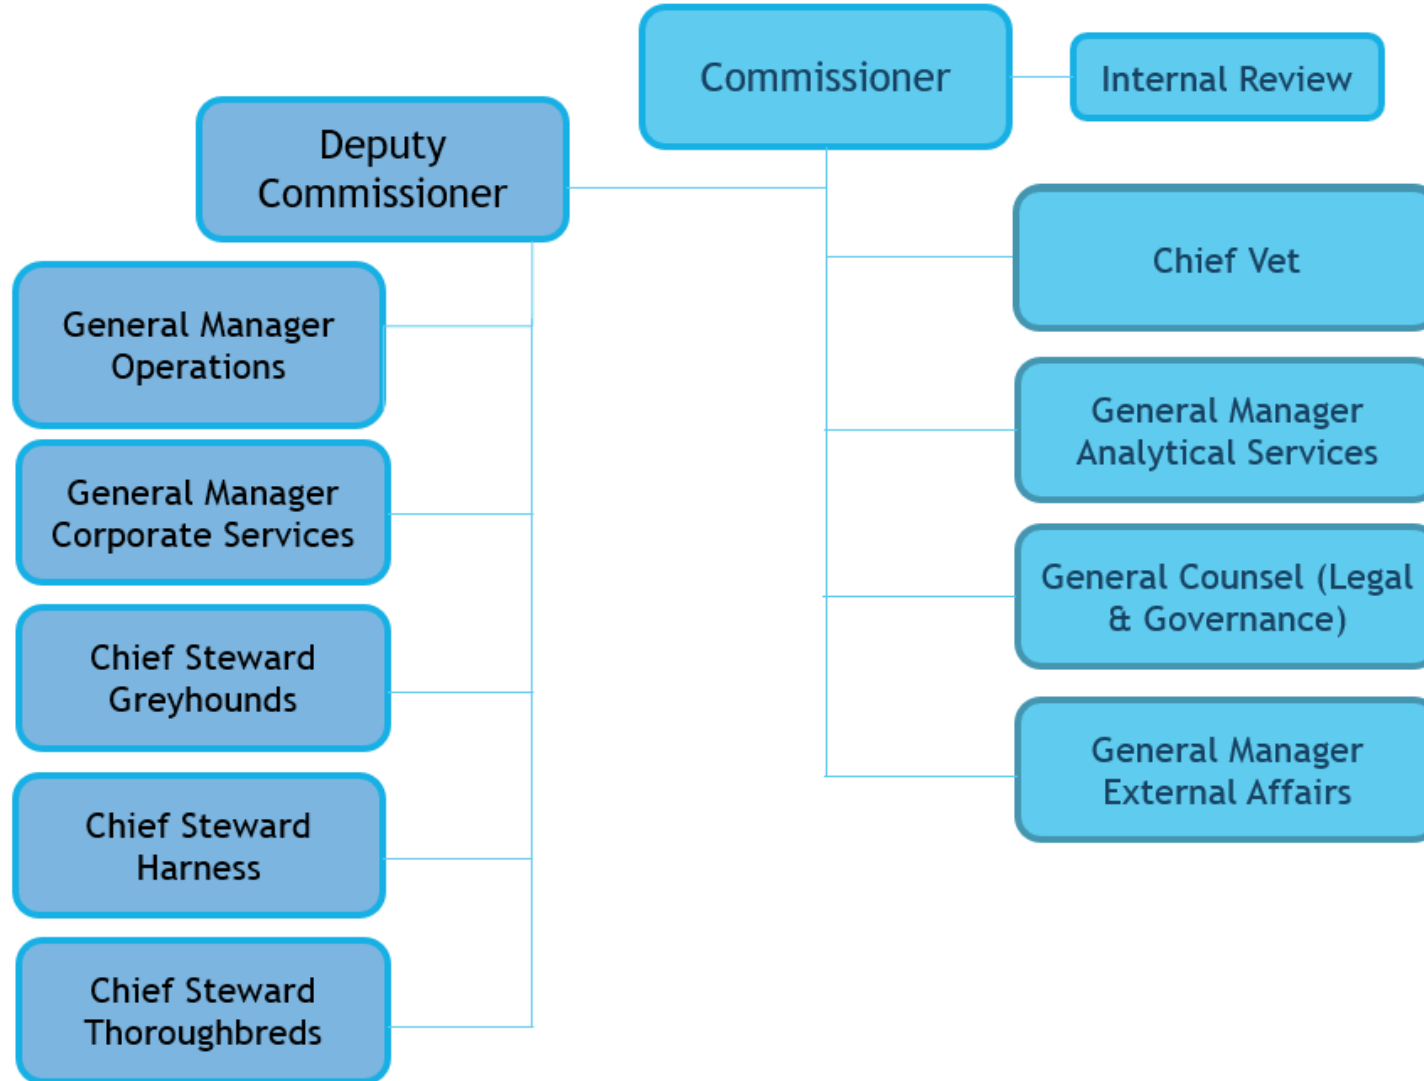 Commissioner
Internal Review
Deputy
Commissioner
Chief Vet
General Manager
Operations
General Manager
Analytical Services
General Manager
Corporate Services
General Counsel (Legal
& Governance)
Chief Steward
Greyhounds
General Manager
External Affairs
Chief Steward
Harness
Chief Steward
Thoroughbreds